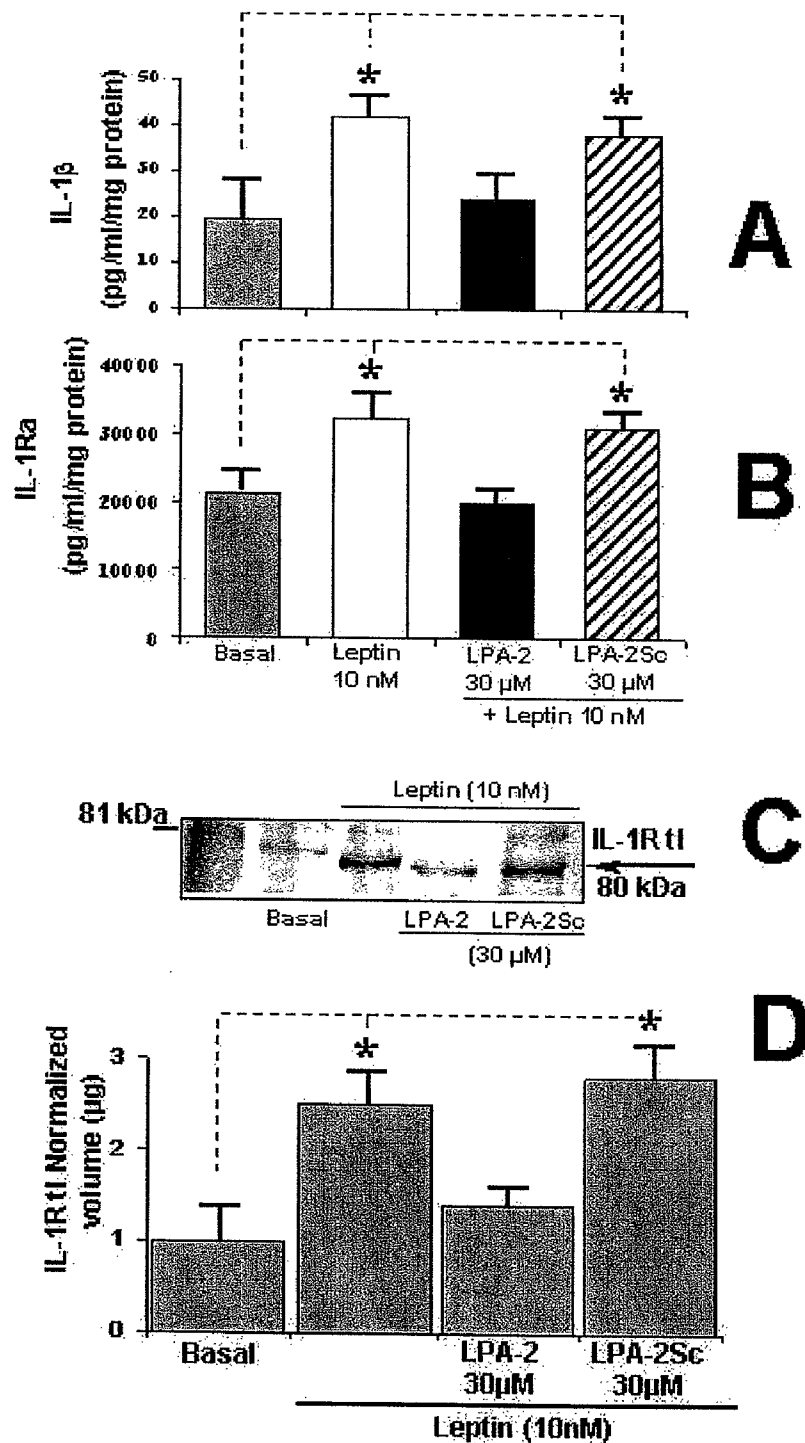 IL-1β
(pg/ml/mg protein)
50
40
30
20
10
0
*
*
A
IL-1Ra
(pg/ml/mg protein)
40000
30000
20000
10000
0
*
*
B
Basal
Leptin
10 nM
LPA-2
30 µM
LPA-2Sc
30 µM
+ Leptin 10 nM
Leptin (10 nM)
81 kDa
IL-1R tI
80 kDa
C
Basal
LPA-2
LPA-2Sc
(30 µM)
D
IL-1R tI Normalized
volume (µg)
3
2
1
0
*
*
Basal
LPA-2
30µM
LPA-2Sc
30µM
Leptin (10nM)